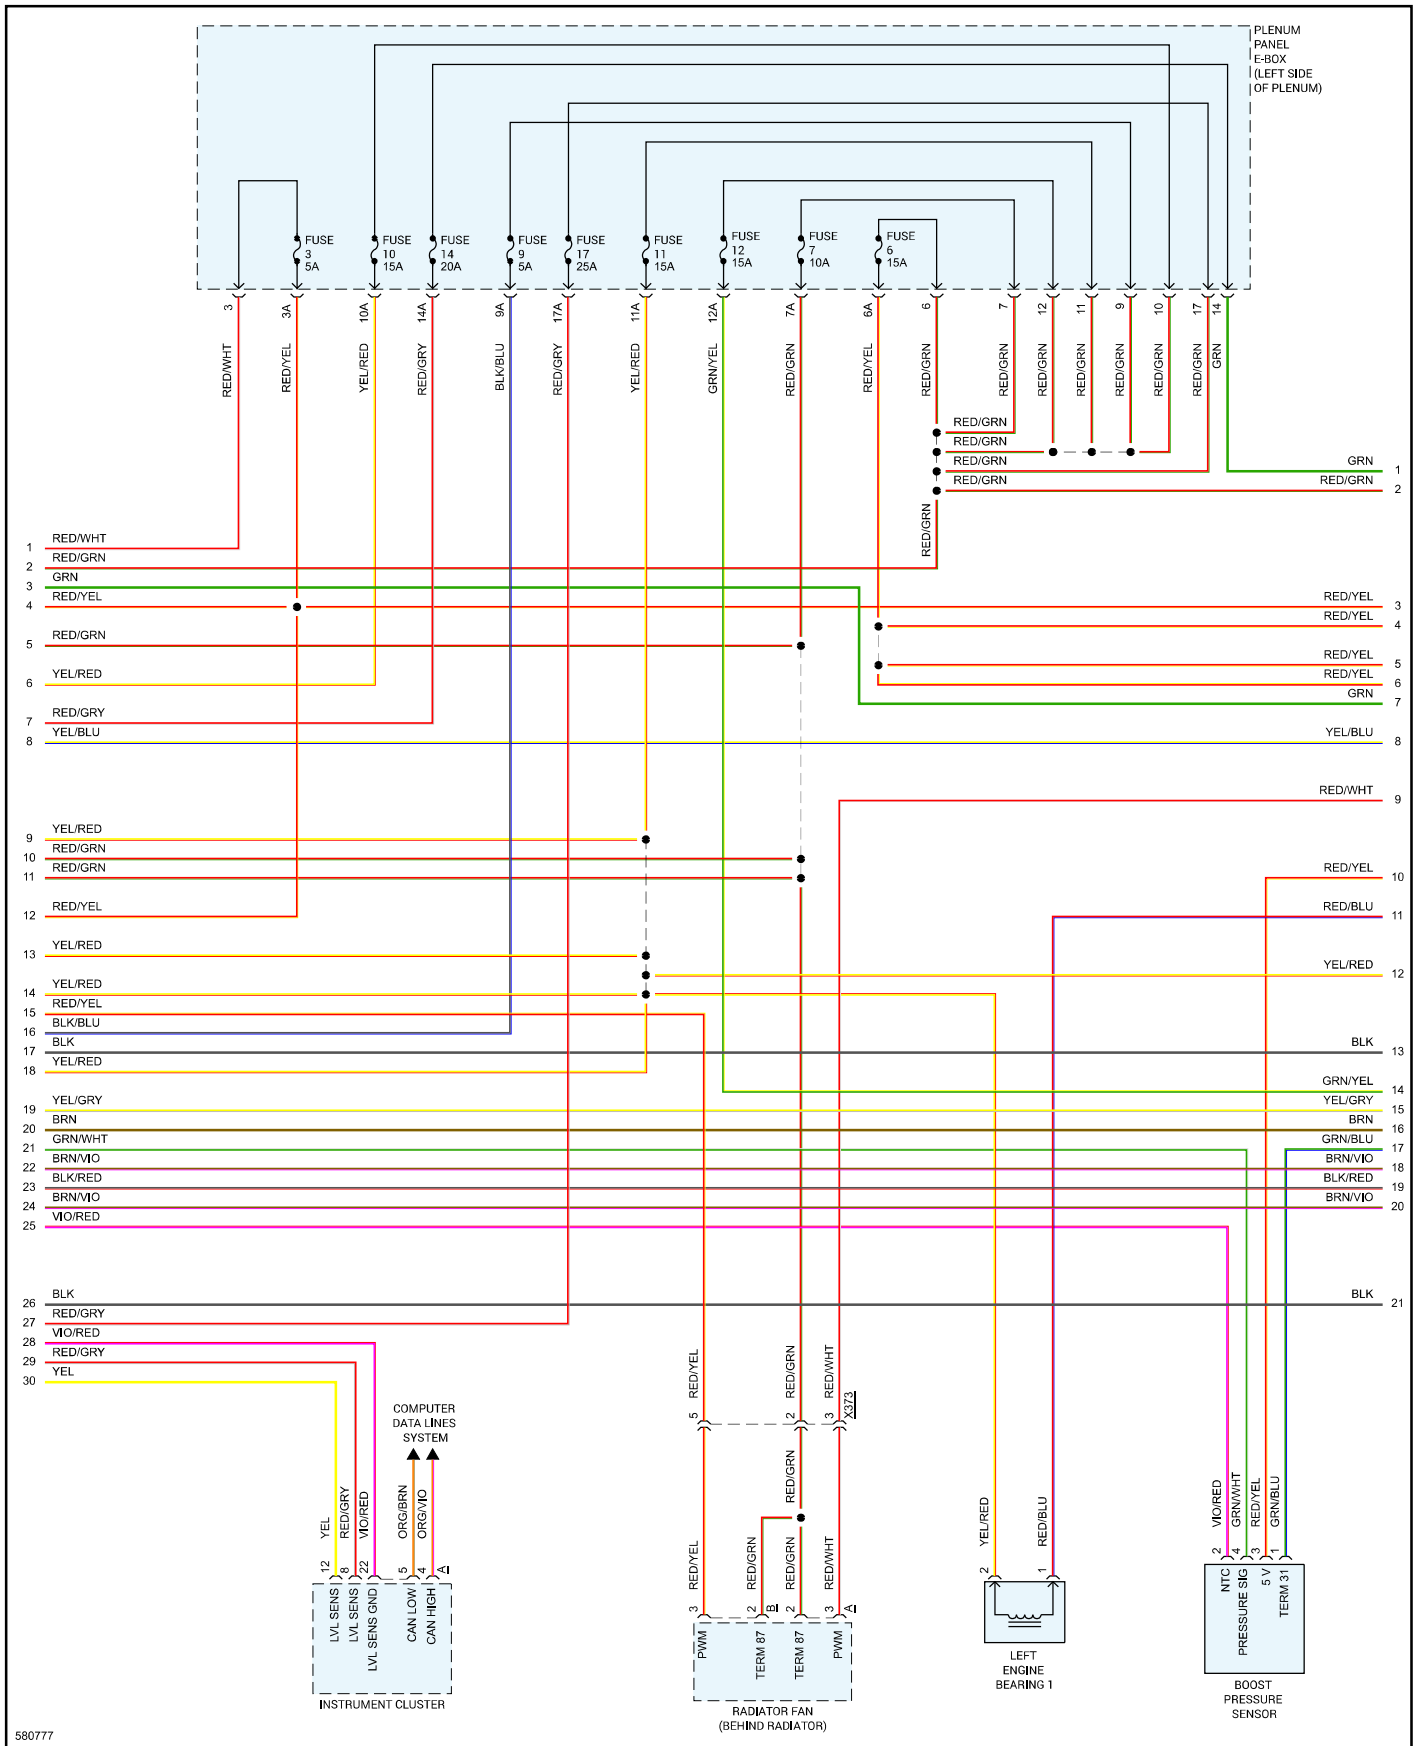 PLENUM
PANEL
E-BOX
(LEFT SIDE
OF PLENUM)
FUSE
3
5A
FUSE
10
15A
FUSE
14
20A
FUSE
9
5A
FUSE
17
25A
FUSE
11
15A
FUSE
12
15A
FUSE
7
10A
FUSE
6
15A
3 3A 10A 14A 9A 17A 11A 12A 7A 6A 6 7 12 11 9 10 17 14
RED/WHT RED/YEL YEL/RED RED/GRY BLK/BLU RED/GRY YEL/RED GRN/YEL RED/GRN RED/YEL RED/GRN RED/GRN RED/GRN RED/GRN RED/GRN RED/GRN RED/GRN GRN
RED/GRN
RED/GRN
RED/GRN
RED/GRN
RED/GRN
GRN 1
RED/GRN 2
1 RED/WHT
2 RED/GRN
3 GRN
4 RED/YEL
RED/YEL 3
RED/YEL 4
5 RED/GRN
RED/YEL 5
6 YEL/RED
RED/YEL 6
GRN 7
7 RED/GRY
8 YEL/BLU
YEL/BLU 8
RED/WHT 9
9 YEL/RED
10 RED/GRN
11 RED/GRN
RED/YEL 10
12 RED/YEL
RED/BLU 11
13 YEL/RED
YEL/RED 12
14 YEL/RED
15 RED/YEL
16 BLK/BLU
17 BLK
BLK 13
18 YEL/RED
GRN/YEL 14
19 YEL/GRY
YEL/GRY 15
20 BRN
BRN 16
21 GRN/WHT
GRN/BLU 17
22 BRN/VIO
BRN/VIO 18
23 BLK/RED
BLK/RED 19
24 BRN/VIO
BRN/VIO 20
25 VIO/RED
26 BLK
BLK 21
27 RED/GRY
28 VIO/RED
29 RED/GRY
30 YEL
COMPUTER
DATA LINES
SYSTEM
YEL RED/GRY VIO/RED ORG/BRN ORG/VIO
12 8 22 5 4 A
LVL SENS
LVL SENS
LVL SENS GND
CAN LOW
CAN HIGH
INSTRUMENT CLUSTER
RED/YEL RED/GRN RED/WHT
5 2 3 X373
RED/GRN
RED/YEL RED/GRN RED/GRN RED/WHT
3 2 B 2 3 A
PWM
TERM 87
TERM 87
PWM
RADIATOR FAN
(BEHIND RADIATOR)
YEL/RED RED/BLU
2 1
LEFT
ENGINE
BEARING 1
VIO/RED GRN/WHT RED/YEL GRN/BLU
2 4 3 1
NTC
PRESSURE SIG
5 V
TERM 31
BOOST
PRESSURE
SENSOR
580777